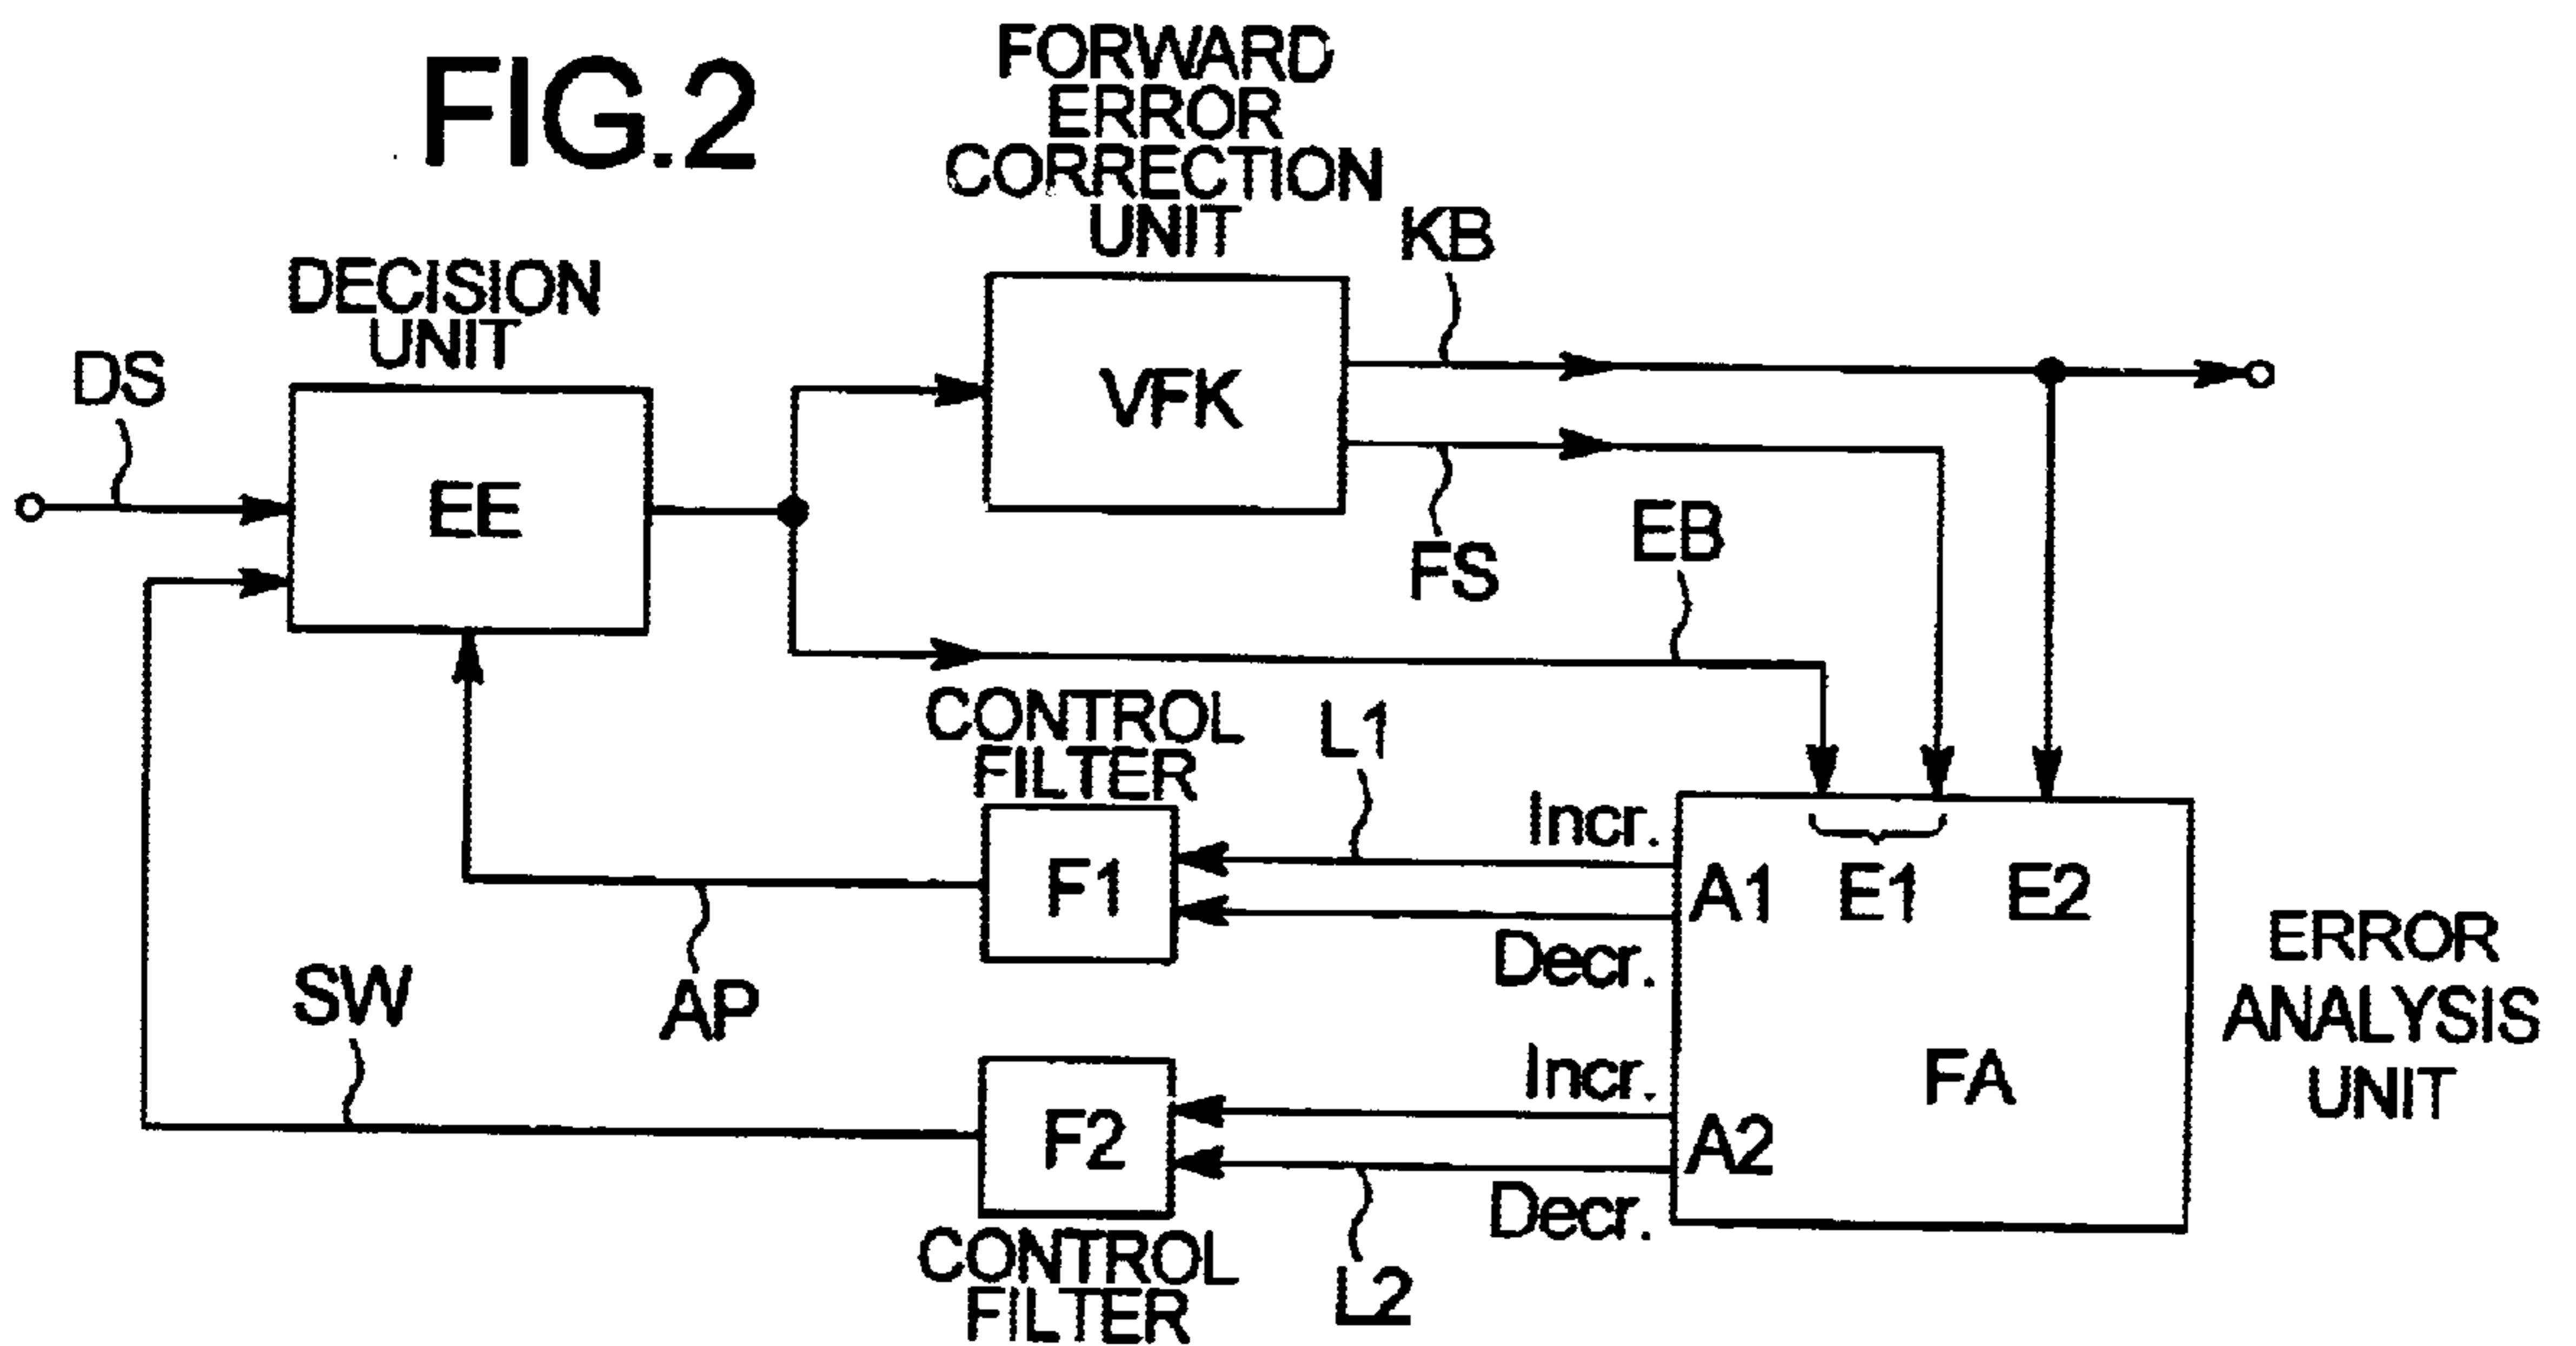 FIG.2
FORWARD
ERROR
CORRECTION
UNIT
KB
DECISION
UNIT
DS
VFK
EE
EB
FS
CONTROL
FILTER
L1
Incr.
F1
A1
E1
E2
Decr.
ERROR
ANALYSIS
UNIT
AP
SW
Incr.
FA
F2
A2
Decr.
CONTROL
FILTER
L2